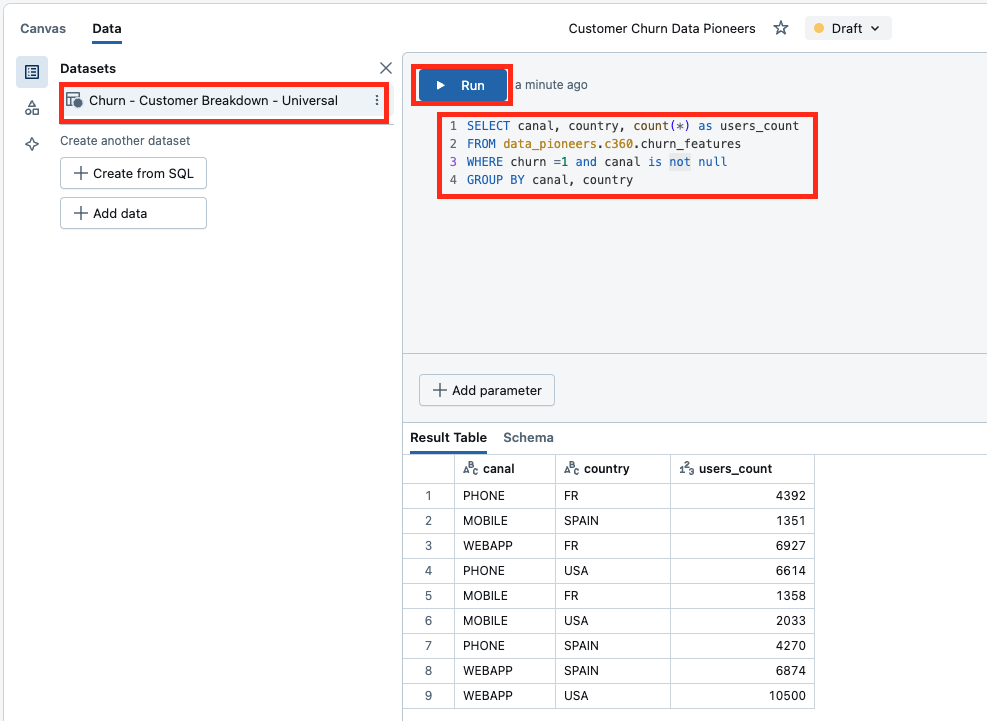 Canvas Data Customer Churn Data Pioneers Draft
Datasets
Churn - Customer Breakdown - Universal
Create another dataset
Create from SQL
Add data
Run a minute ago
1 SELECT canal, country, count(*) as users_count
2 FROM data_pioneers.c360.churn_features
3 WHERE churn =1 and canal is not null
4 GROUP BY canal, country
Add parameter
Result Table Schema
ABC canal ABC country 123 users_count
1 PHONE FR 4392
2 MOBILE SPAIN 1351
3 WEBAPP FR 6927
4 PHONE USA 6614
5 MOBILE FR 1358
6 MOBILE USA 2033
7 PHONE SPAIN 4270
8 WEBAPP SPAIN 6874
9 WEBAPP USA 10500